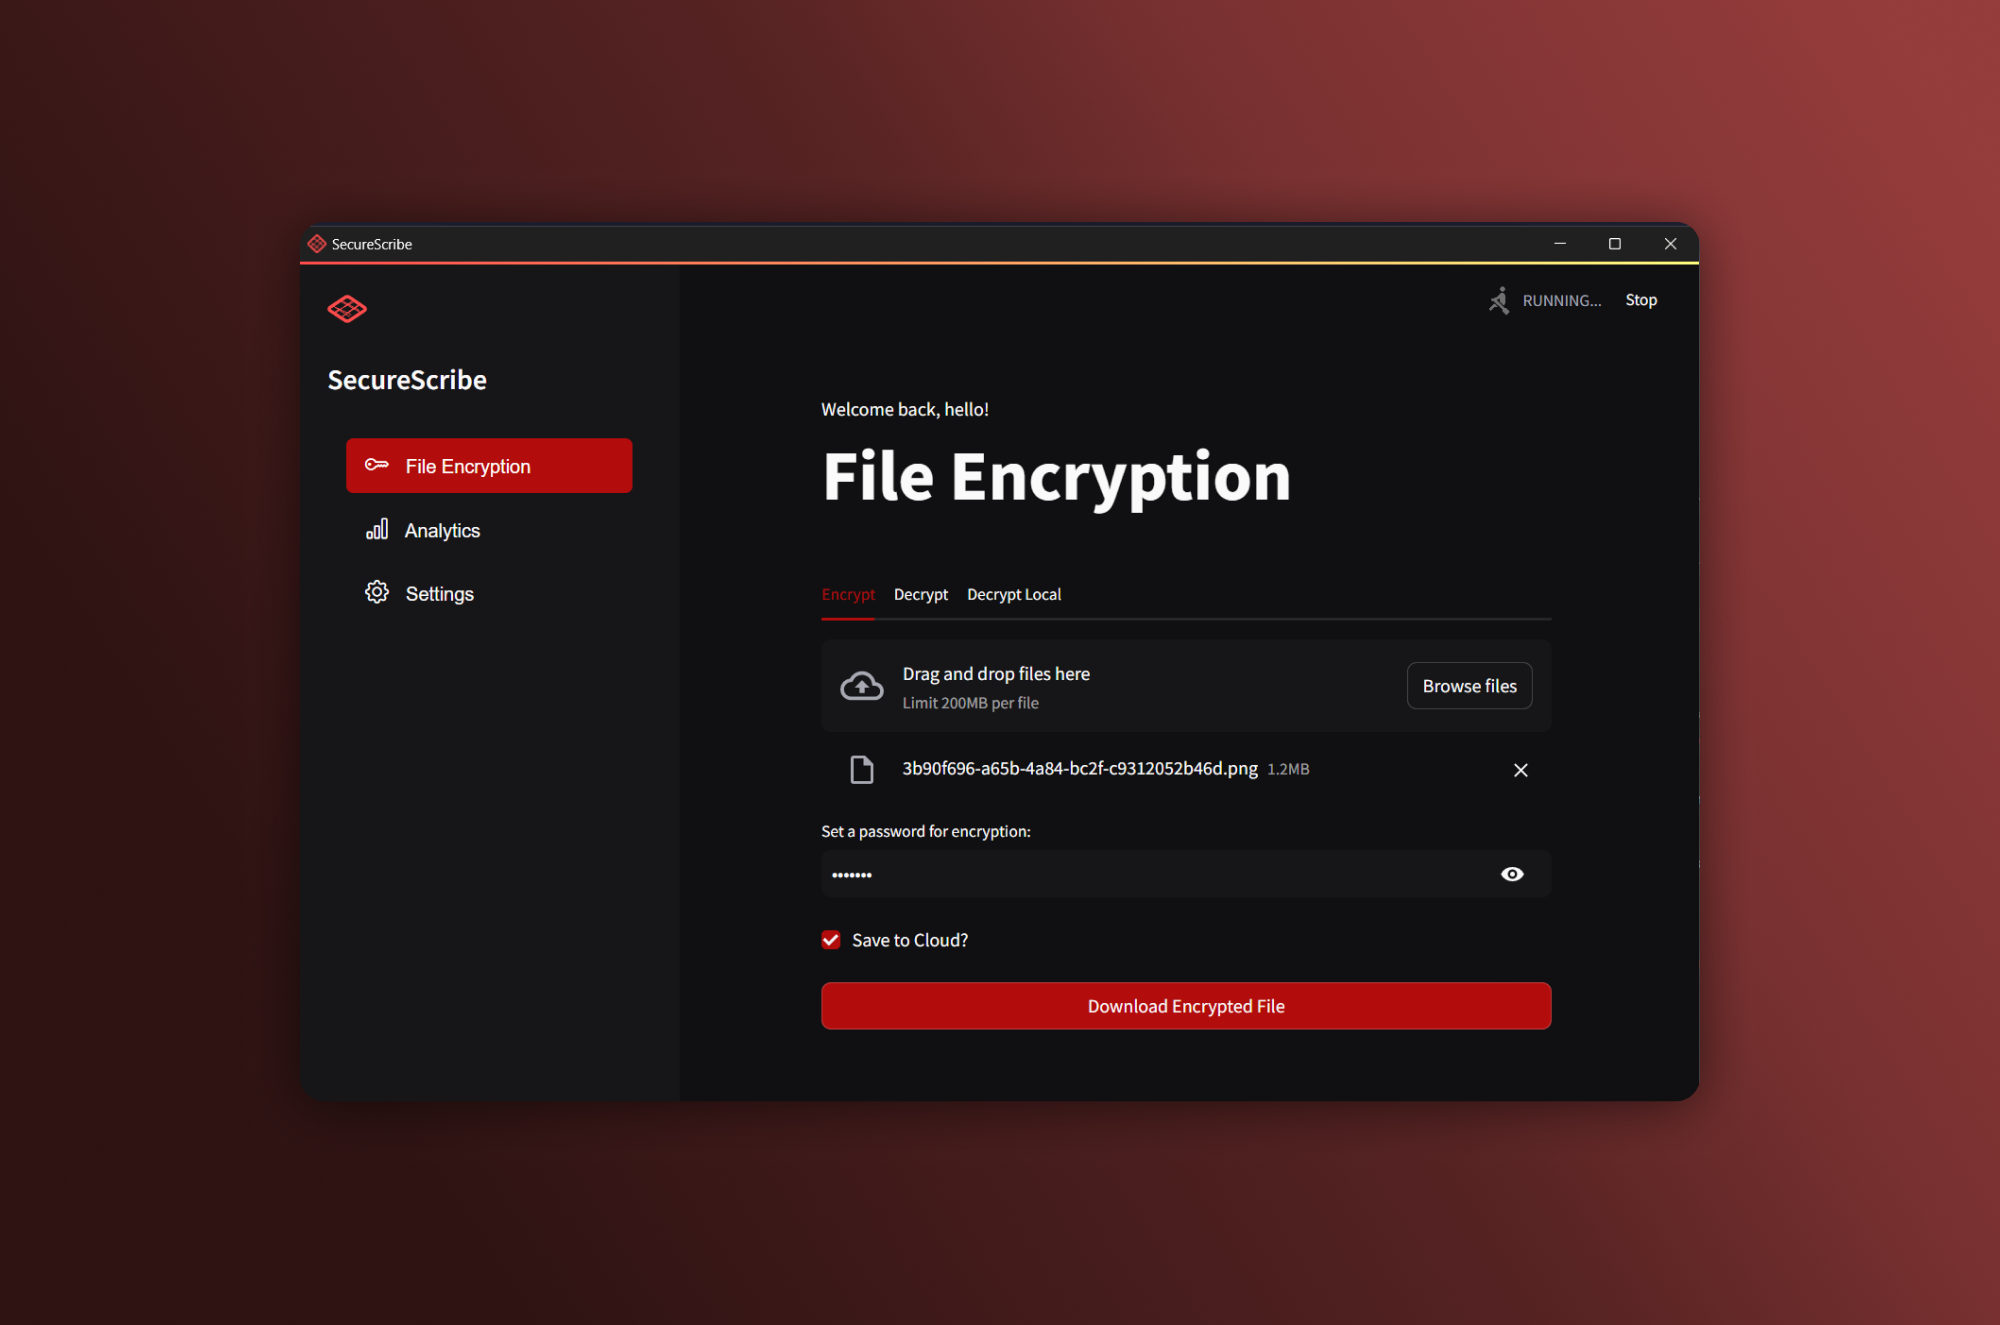 SecureScribe
RUNNING...
Stop
SecureScribe
File Encryption
Analytics
Settings
Welcome back, hello!
File Encryption
Encrypt
Decrypt
Decrypt Local
Drag and drop files here
Limit 200MB per file
Browse files
3b90f696-a65b-4a84-bc2f-c9312052b46d.png 1.2MB
Set a password for encryption:
•••••••
Save to Cloud?
Download Encrypted File